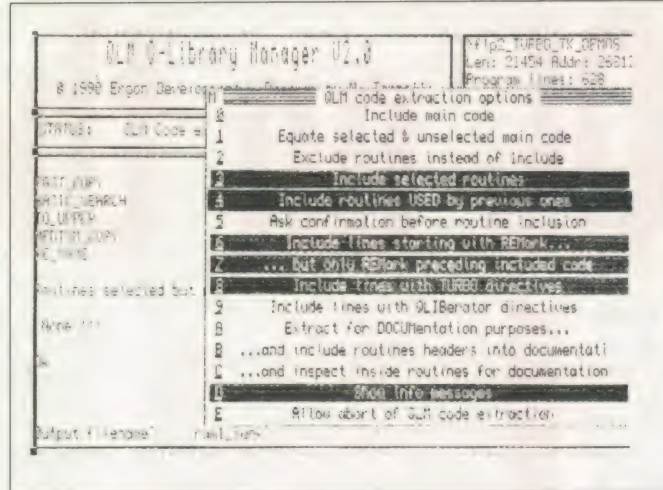 QLM Q-Library Manager V2.0
flp2_TURBO_TK_DEMOS
Len: 21454 Addr:
Program lines: 628
@ 1990 Ergon
QLM code extraction options
STATUS: QLM Code
0 Include main code
1 Equate selected & unselected main code
2 Exclude routines instead of Include
3 Include selected routines
4 Include routines USED by previous ones
5 Ask confirmation before routine inclusion
6 Include lines starting with REMark...
7 ... but only REMark preceding included code
8 Include lines with TURBO directives
9 Include lines with QLIBerator directives
A Extract for DOCUMentation purposes...
B ...and include routines headers into documentati
C ...and inspect inside routines for documentation
D Show info messages
E Allow abort of QLM code extraction
Routines selected but
None !!!
Output filename?